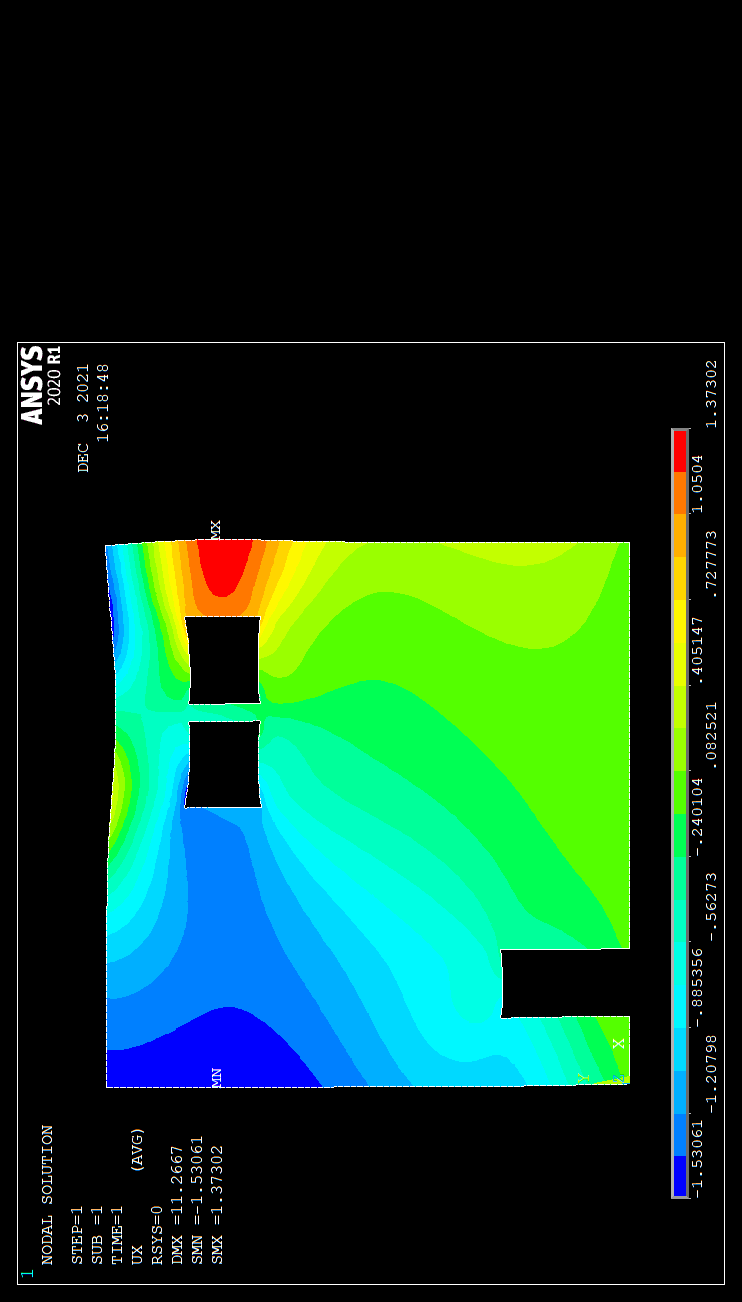 1
NODAL SOLUTION
STEP=1
SUB =1
TIME=1
UX (AVG)
RSYS=0
DMX =11.2667
SMN =-1.53061
SMX =1.37302
ANSYS
2020 R1
DEC 3 2021
16:18:48
MN
MX
Y
Z X
-1.53061
-1.20798
-.885356
-.56273
-.240104
.082521
.405147
.727773
1.0504
1.37302